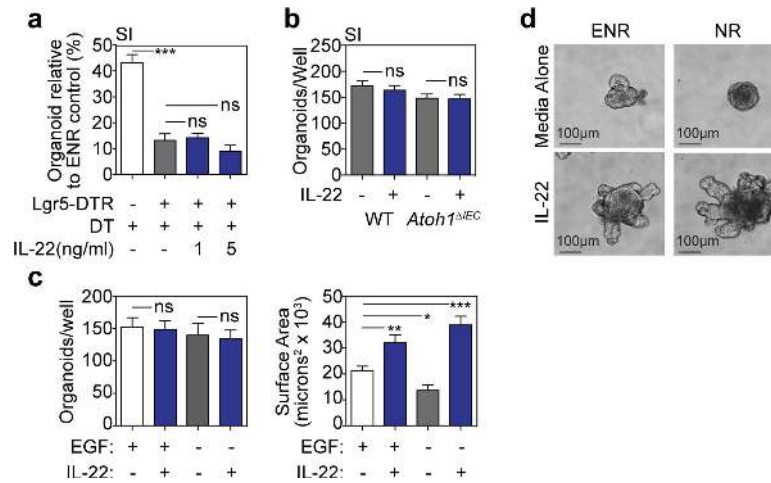 a
SI
Organoid relative
to ENR control (%)
50
40
30
20
10
0
***
ns
ns
Lgr5-DTR - + + +
DT + + + +
IL-22(ng/ml) - - 1 5
b
SI
Organoids/Well
200
150
100
50
0
ns
ns
IL-22 - + - +
WT Atoh1ΔIEC
c
Organoids/well
200
150
100
50
0
ns
ns
EGF: + + - -
IL-22: - + - +
Surface Area
(microns² x 10³)
50
40
30
20
10
0
***
*
**
EGF: + + - -
IL-22: - + - +
d
ENR NR
Media Alone
100µm
100µm
IL-22
100µm
100µm